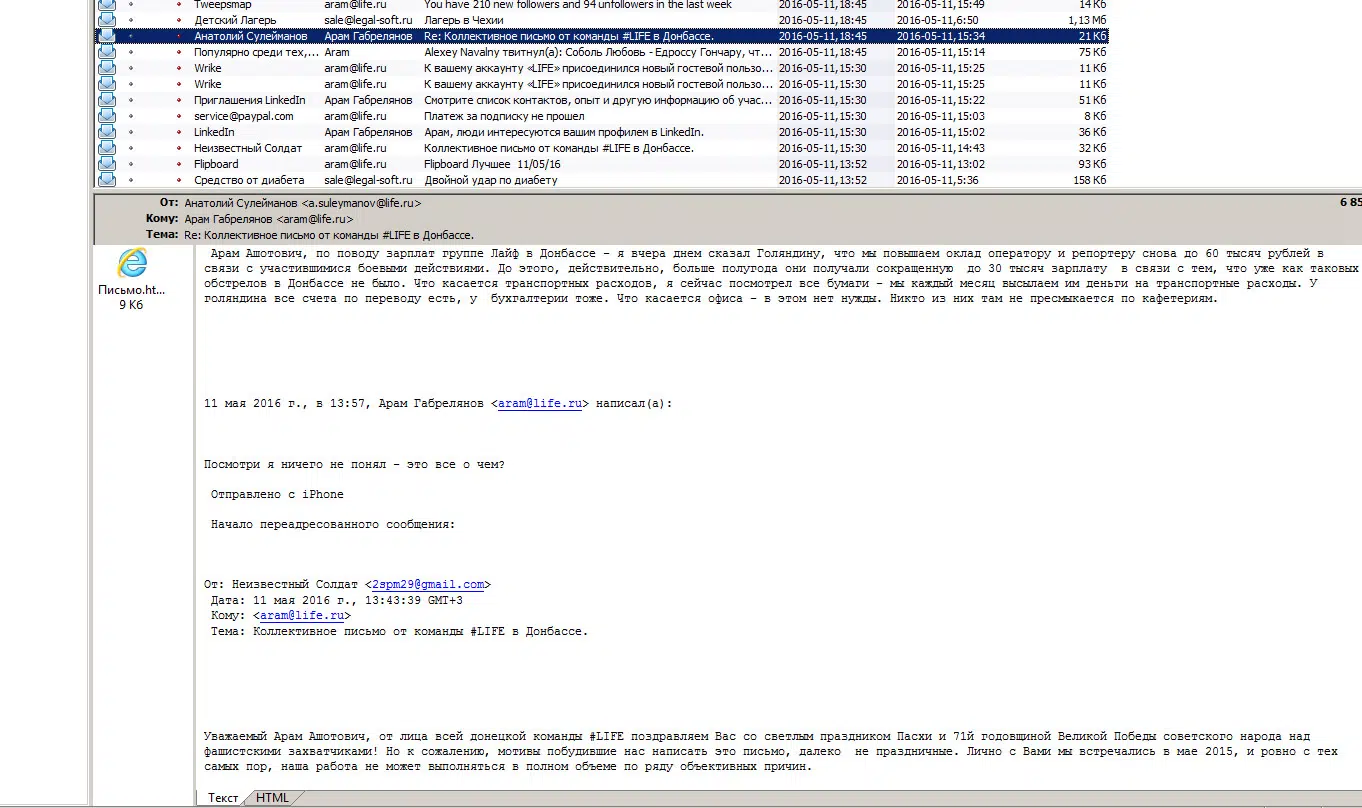 Tweepsmap aram@life.ru You have 210 new followers and 94 unfollowers in the last week 2016-05-11,18:45 2016-05-11,15:49 14 Кб
Детский Лагерь sale@legal-soft.ru Лагерь в Чехии 2016-05-11,18:45 2016-05-11,6:50 1,13 Мб
Анатолий Сулейманов Арам Габрелянов Re: Коллективное письмо от команды #LIFE в Донбассе. 2016-05-11,18:45 2016-05-11,15:34 21 Кб
Популярно среди тех,... Aram Alexey Navalny твитнул(а): Соболь Любовь - Едроссу Гончару, чт... 2016-05-11,18:45 2016-05-11,15:14 75 Кб
Wrike aram@life.ru К вашему аккаунту «LIFE» присоединился новый гостевой пользо... 2016-05-11,15:30 2016-05-11,15:25 11 Кб
Wrike aram@life.ru К вашему аккаунту «LIFE» присоединился новый гостевой пользо... 2016-05-11,15:30 2016-05-11,15:25 11 Кб
Приглашения LinkedIn Арам Габрелянов Смотрите список контактов, опыт и другую информацию об учас... 2016-05-11,15:30 2016-05-11,15:22 51 Кб
service@paypal.com aram@life.ru Платеж за подписку не прошел 2016-05-11,15:30 2016-05-11,15:03 8 Кб
LinkedIn Арам Габрелянов Арам, люди интересуются вашим профилем в LinkedIn. 2016-05-11,15:30 2016-05-11,15:02 36 Кб
Неизвестный Солдат aram@life.ru Коллективное письмо от команды #LIFE в Донбассе. 2016-05-11,15:30 2016-05-11,14:43 32 Кб
Flipboard aram@life.ru Flipboard Лучшее 11/05/16 2016-05-11,13:52 2016-05-11,13:02 93 Кб
Средство от диабета sale@legal-soft.ru Двойной удар по диабету 2016-05-11,13:52 2016-05-11,5:36 158 Кб
От: Анатолий Сулейманов <a.suleymanov@life.ru> 6 85
Кому: Арам Габрелянов <aram@life.ru>
Тема: Re: Коллективное письмо от команды #LIFE в Донбассе.
Письмо.ht...
9 Кб
Арам Ашотович, по поводу зарплат группе Лайф в Донбассе - я вчера днем сказал Голяндину, что мы повышаем оклад оператору и репортеру снова до 60 тысяч рублей в
связи с участившимися боевыми действиями. До этого, действительно, больше полугода они получали сокращенную до 30 тысяч зарплату в связи с тем, что уже как таковых
обстрелов в Донбассе не было. Что касается транспортных расходов, я сейчас посмотрел все бумаги - мы каждый месяц высылаем им деньги на транспортные расходы. У
голяндина все счета по переводу есть, у бухгалтерии тоже. Что касается офиса - в этом нет нужды. Никто из них там не пресмыкается по кафетериям.
11 мая 2016 г., в 13:57, Арам Габрелянов <aram@life.ru> написал(а):
Посмотри я ничего не понял - это все о чем?
Отправлено с iPhone
Начало переадресованного сообщения:
От: Неизвестный Солдат <2spm29@gmail.com>
Дата: 11 мая 2016 г., 13:43:39 GMT+3
Кому: <aram@life.ru>
Тема: Коллективное письмо от команды #LIFE в Донбассе.
Уважаемый Арам Ашотович, от лица всей донецкой команды #LIFE поздравляем Вас со светлым праздником Пасхи и 71й годовщиной Великой Победы советского народа над
фашистскими захватчиками! Но к сожалению, мотивы побудившие нас написать это письмо, далеко не праздничные. Лично с Вами мы встречались в мае 2015, и ровно с тех
самых пор, наша работа не может выполняться в полном объеме по ряду объективных причин.
Текст HTML